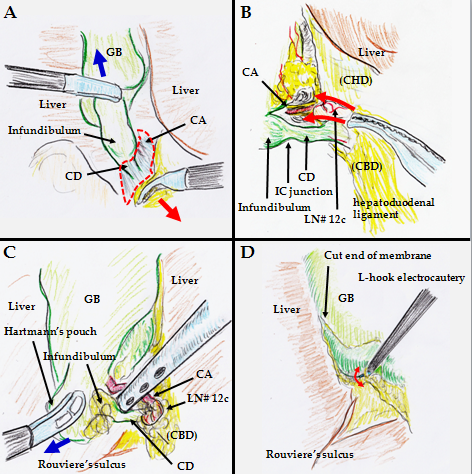 A
GB
Liver
Liver
CA
Infundibulum
CD
B
Liver
(CHD)
CA
(CBD)
CD
IC junction
Infundibulum
hepatoduodenal
ligament
LN# 12c
C
Liver
GB
Liver
Hartmann's pouch
Infundibulum
CA
LN# 12c
(CBD)
CD
Rouviere's sulcus
D
Cut end of membrane
L-hook electrocautery
GB
Liver
Rouviere's sulcus